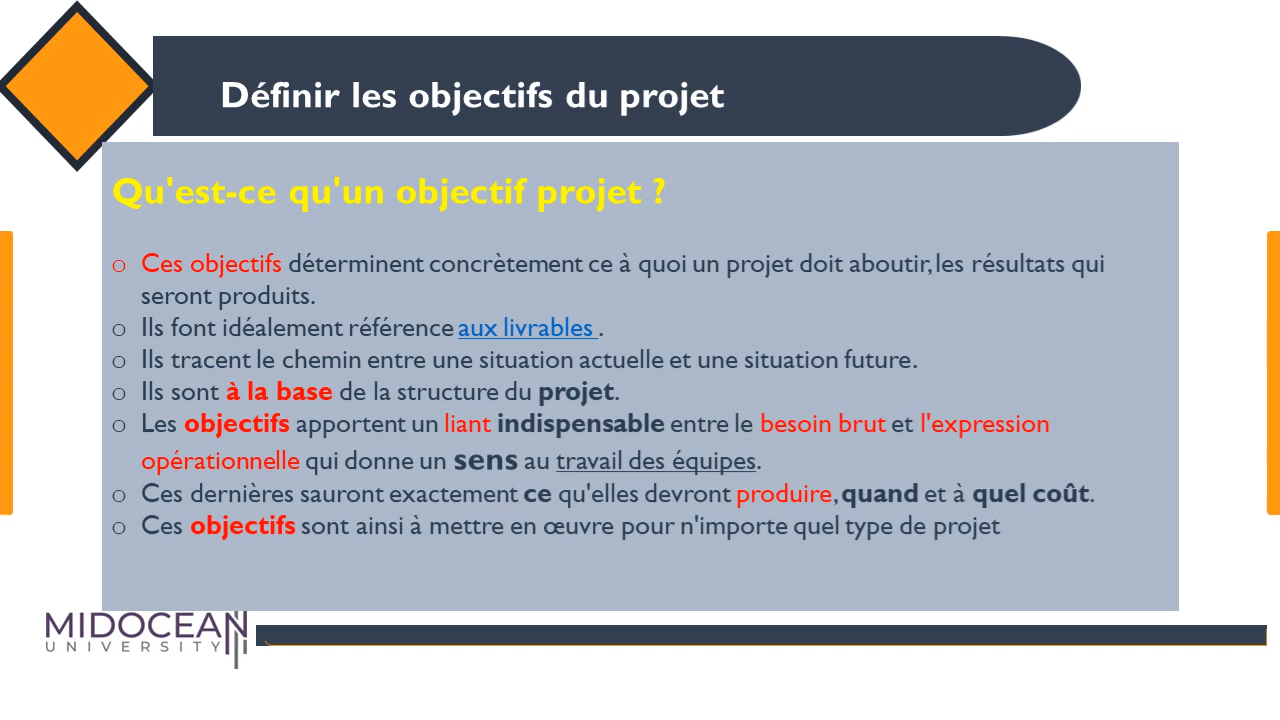 Définir les objectifs du projet
Qu'est-ce qu'un objectif projet ?
o Ces objectifs déterminent concrètement ce à quoi un projet doit aboutir, les résultats qui
seront produits.
o Ils font idéalement référence aux livrables .
o Ils tracent le chemin entre une situation actuelle et une situation future.
o Ils sont à la base de la structure du projet.
o Les objectifs apportent un liant indispensable entre le besoin brut et l'expression
opérationnelle qui donne un sens au travail des équipes.
o Ces dernières sauront exactement ce qu'elles devront produire, quand et à quel coût.
o Ces objectifs sont ainsi à mettre en œuvre pour n'importe quel type de projet
MIDOCEAN
UNIVERSITY